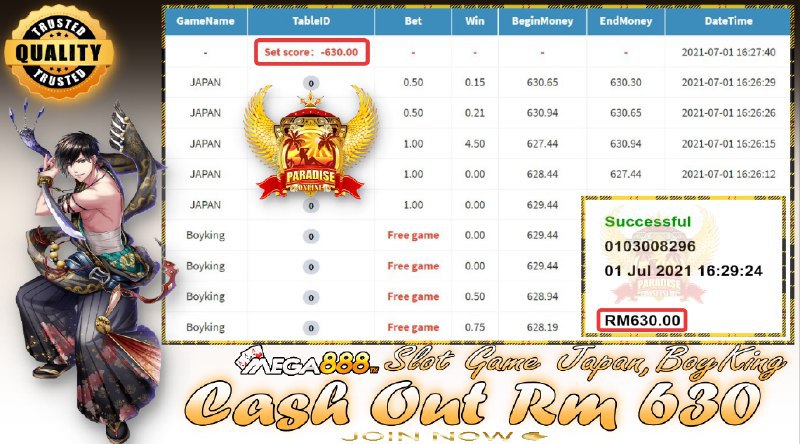 TRUSTED
QUALITY
TRUSTED
GameName TableID Bet Win BeginMoney EndMoney DateTime
- Set score: -630.00 - - - - 2021-07-01 16:27:40
JAPAN 0 0.50 0.15 630.65 630.30 2021-07-01 16:26:29
JAPAN 0.50 0.21 630.94 630.65 2021-07-01 16:26:26
JAPAN 1.00 4.50 627.44 630.94 2021-07-01 16:26:15
JAPAN 1.00 0.00 628.44 627.44 2021-07-01 16:26:12
JAPAN 0 1.00 0.00 629.44
Boyking 0 Free game 0.00 629.44
Boyking 0 Free game 0.00 629.44
Boyking 0 Free game 0.50 628.94
Boyking 0 Free game 0.75 628.19
PARADISE
ONLINE
Successful
0103008296
01 Jul 2021 16:29:24
RM630.00
MEGA888 Slot Game Japan, Boy King
Cash Out Rm 630
JOIN NOW